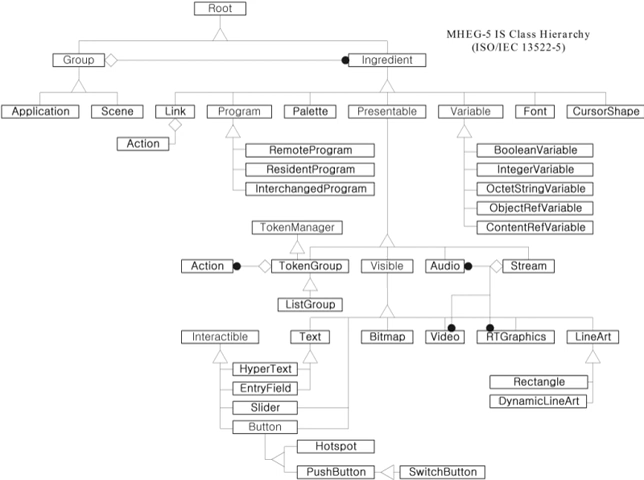 Root
MHEG-5 IS Class Hierarchy
(ISO/IEC 13522-5)
Group
Ingredient
Application
Scene
Link
Program
Palette
Presentable
Variable
Font
CursorShape
Action
RemoteProgram
ResidentProgram
InterchangedProgram
BooleanVariable
IntegerVariable
OctetStringVariable
ObjectRefVariable
ContentRefVariable
TokenManager
Action
TokenGroup
Visible
Audio
Stream
ListGroup
Interactible
Text
Bitmap
Video
RTGraphics
LineArt
HyperText
EntryField
Slider
Button
Rectangle
DynamicLineArt
Hotspot
PushButton
SwitchButton